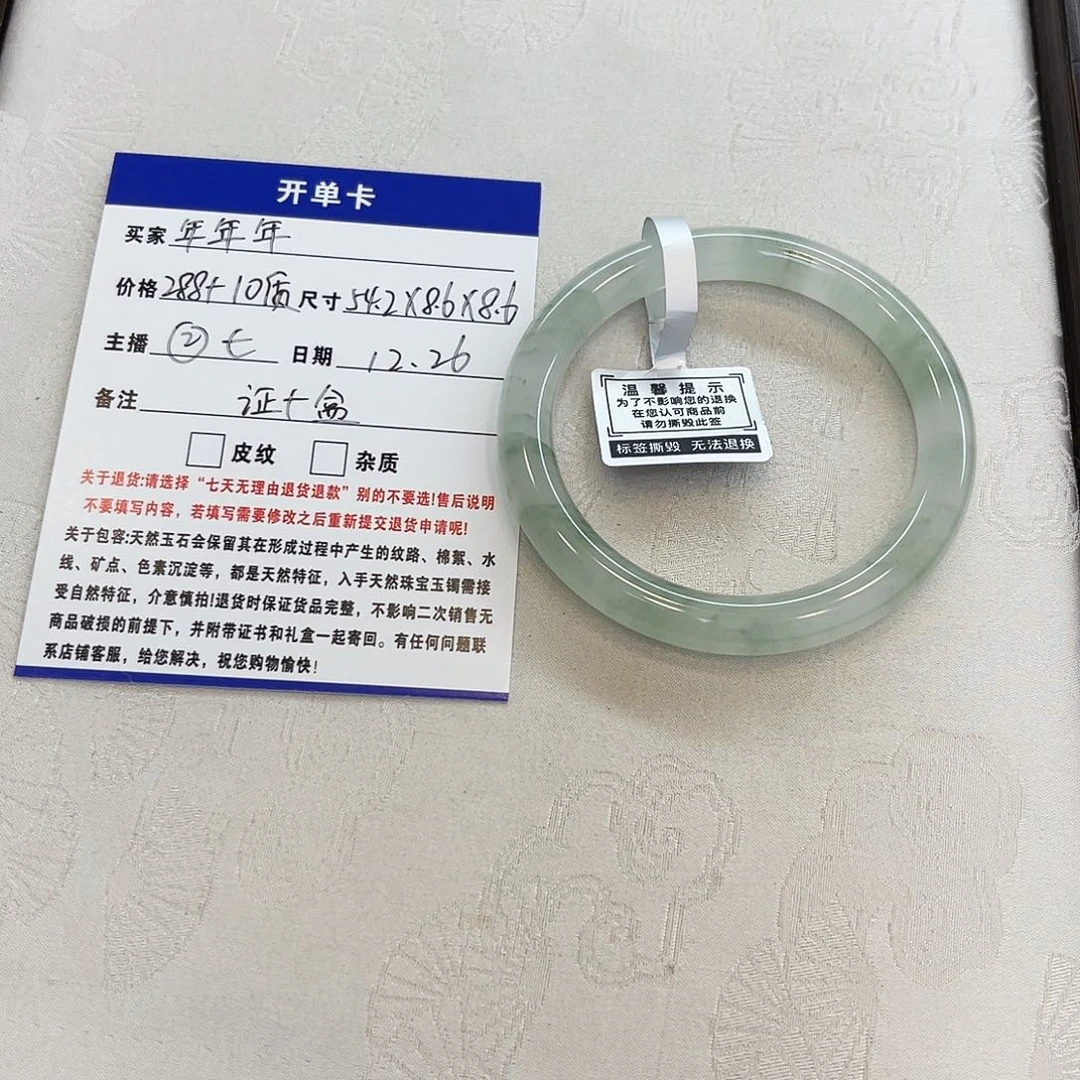 开单卡
买家 年年年
价格 288+10质 尺寸 54.2X8.6X8.6
主播 ②七 日期 12.26
备注 证+盒
皮纹 杂质
关于退货:请选择“七天无理由退货退款”别的不要选!售后说明
不要填写内容，若填写需要修改之后重新提交退货申请呢!
关于包容:天然玉石会保留其在形成过程中产生的纹路、棉絮、水
线、矿点、色素沉淀等，都是天然特征，入手天然珠宝玉镯需接
受自然特征，介意慎拍!退货时保证货品完整，不影响二次销售无
商品破损的前提下，并附带证书和礼盒一起寄回。有任何问题联
系店铺客服，给您解决，祝您购物愉快!
温馨提示
为了不影响您的退换
在您认可商品前
请勿撕毁此签
标签撕毁 无法退换